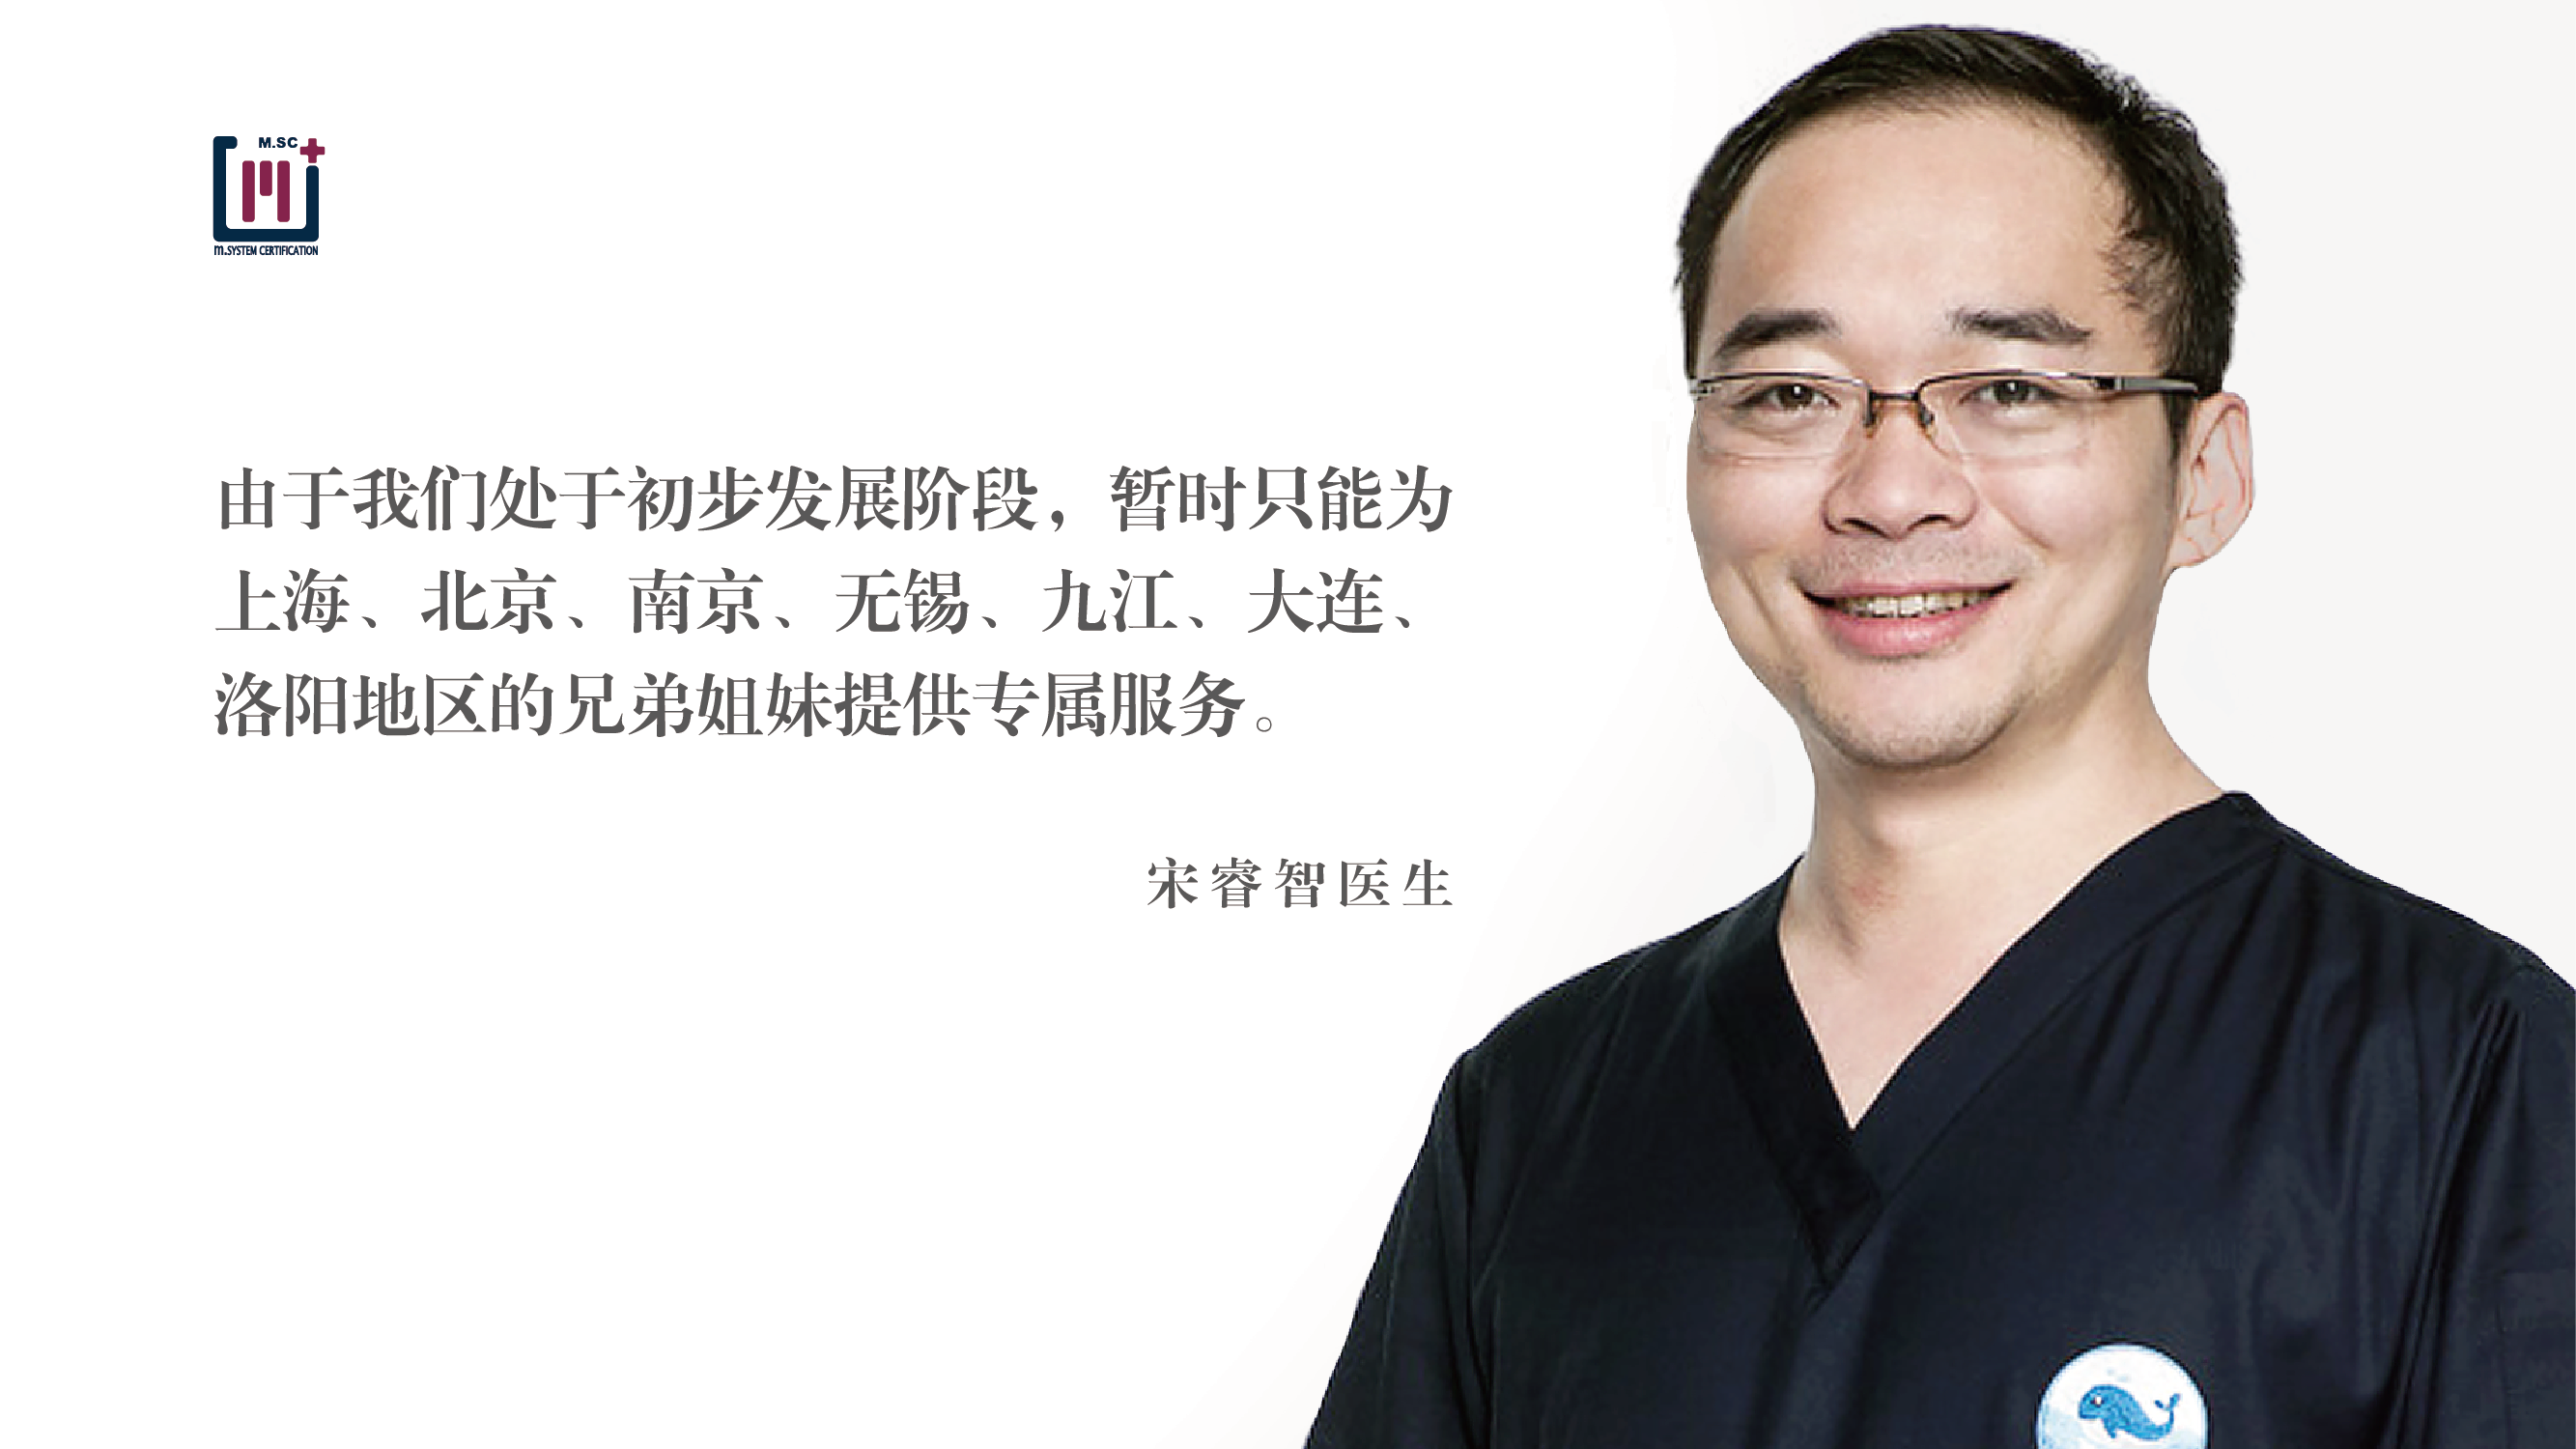 M.SC
m.SYSTEM CERTIFICATION
由于我们处于初步发展阶段，暂时只能为
上海、北京、南京、无锡、九江、大连、
洛阳地区的兄弟姐妹提供专属服务。
宋睿智医生